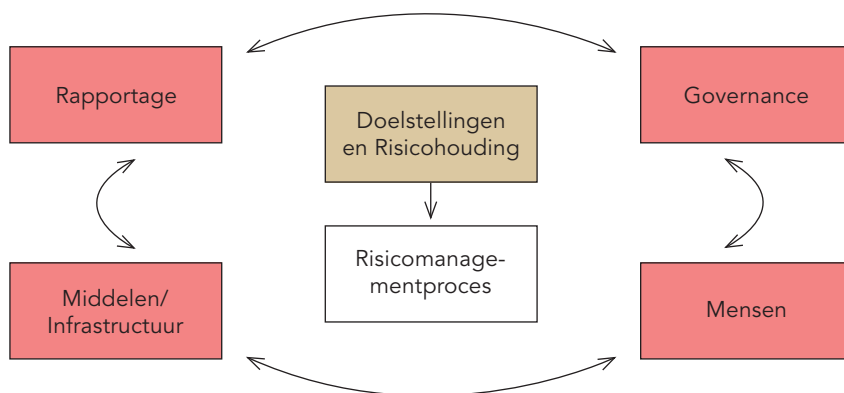 Rapportage
Governance
Doelstellingen
en Risicohouding
Risicomanage-
mentproces
Middelen/
Infrastructuur
Mensen